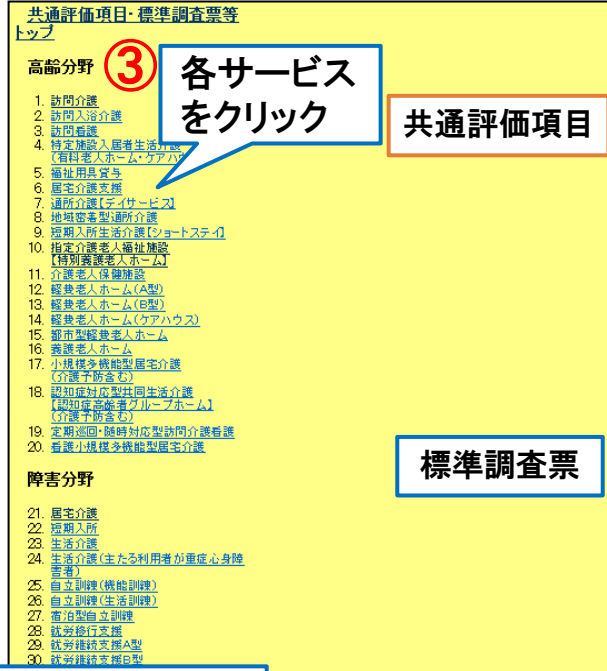 共通評価項目・標準調査票等
トップ
高齢分野
③
各サービス
をクリック
共通評価項目
1. 訪問介護
2. 訪問入浴介護
3. 訪問看護
4. 特定施設入居者生活介護
(有料老人ホーム・ケアハウ
5. 福祉用具貸与
6. 居宅介護支援
7. 通所介護【デイサービス】
8. 地域密着型通所介護
9. 短期入所生活介護【ショートステイ】
10. 指定介護老人福祉施設
【特別養護老人ホーム】
11. 介護老人保健施設
12. 軽費老人ホーム(A型)
13. 軽費老人ホーム(B型)
14. 軽費老人ホーム(ケアハウス)
15. 都市型軽費老人ホーム
16. 養護老人ホーム
17. 小規模多機能型居宅介護
(介護予防含む)
18. 認知症対応型共同生活介護
【認知症高齢者グループホーム】
(介護予防含む)
19. 定期巡回・随時対応型訪問介護看護
20. 看護小規模多機能型居宅介護
標準調査票
障害分野
21. 居宅介護
22. 短期入所
23. 生活介護
24. 生活介護(主たる利用者が重症心身障
害者)
25. 自立訓練(機能訓練)
26. 自立訓練(生活訓練)
27. 宿泊型自立訓練
28. 就労移行支援
29. 就労継続支援A型
30. 就労継続支援B型